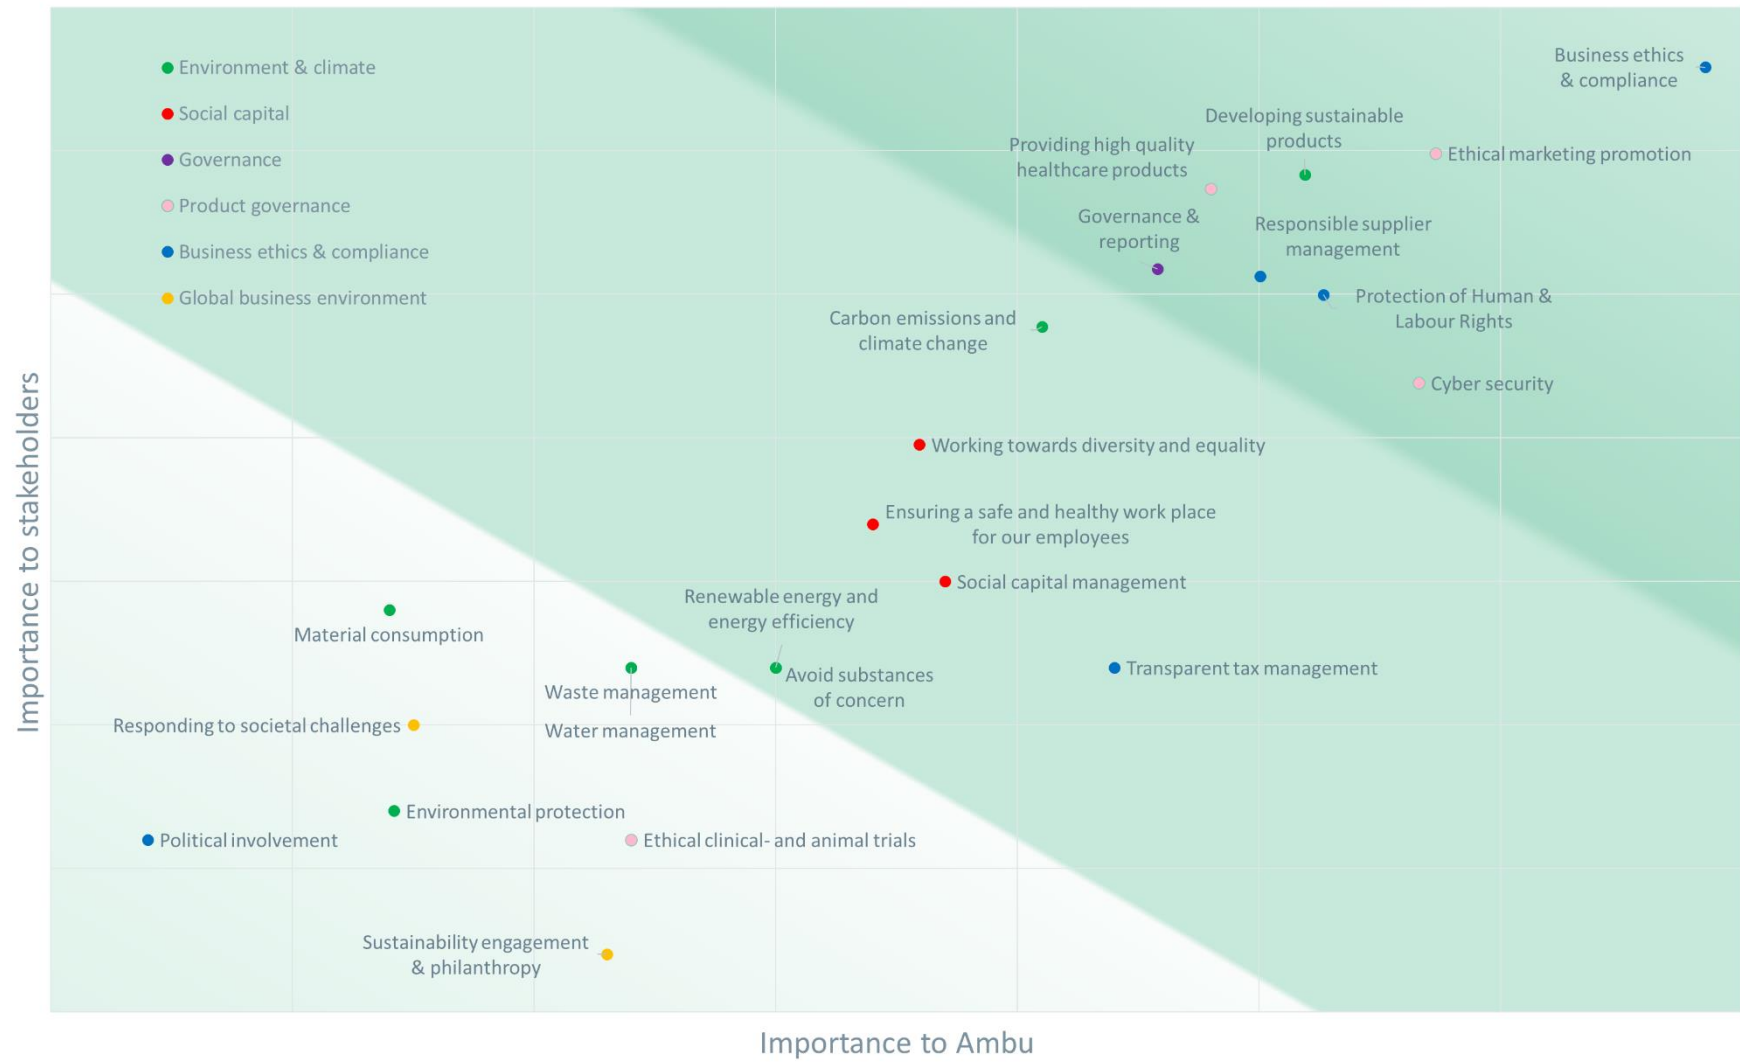 Environment & climate
Social capital
Governance
Product governance
Business ethics & compliance
Global business environment
Business ethics
& compliance
Developing sustainable
products
Providing high quality
healthcare products
Ethical marketing promotion
Governance &
reporting
Responsible supplier
management
Protection of Human &
Labour Rights
Carbon emissions and
climate change
Cyber security
Working towards diversity and equality
Ensuring a safe and healthy work place
for our employees
Social capital management
Renewable energy and
energy efficiency
Material consumption
Avoid substances
of concern
Transparent tax management
Waste management
Water management
Responding to societal challenges
Environmental protection
Political involvement
Ethical clinical- and animal trials
Sustainability engagement
& philanthropy
Importance to stakeholders
Importance to Ambu